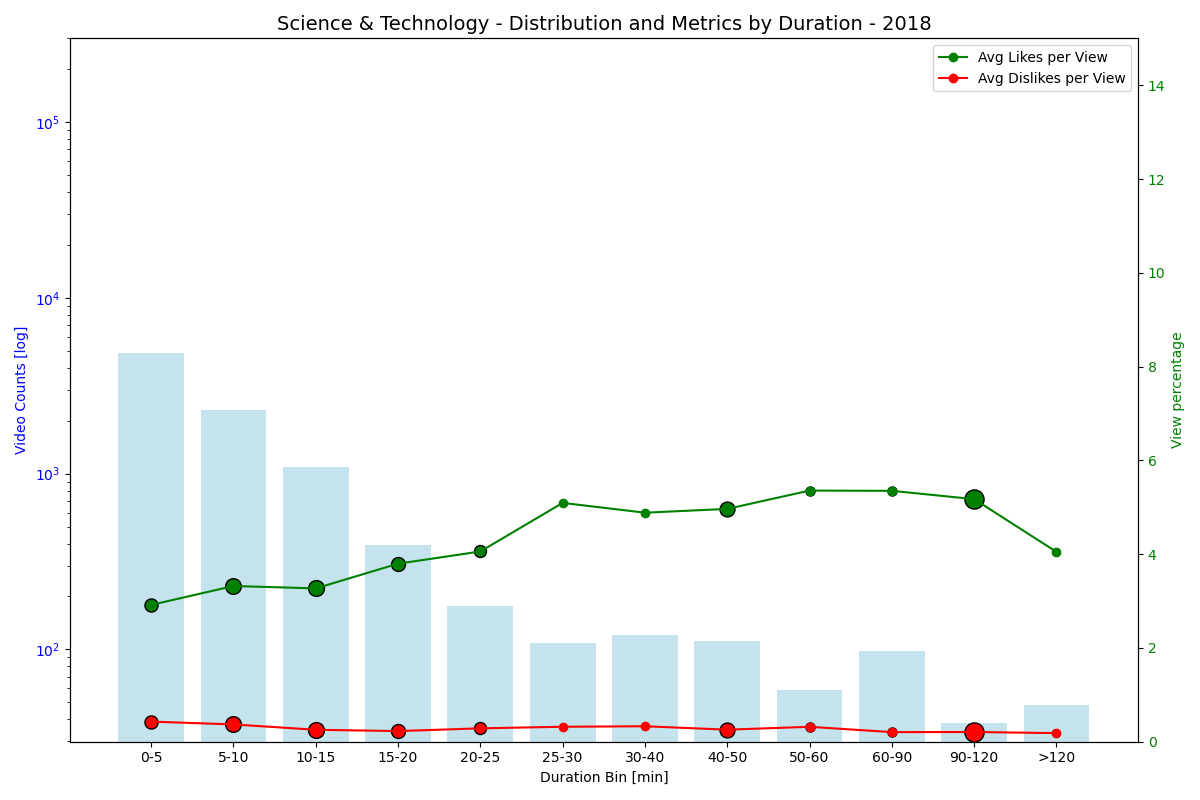 Science & Technology - Distribution and Metrics by Duration - 2018
Avg Likes per View
Avg Dislikes per View
Video Counts [log]
10^5
10^4
10^3
10^2
14
12
10
8
6
4
2
0
View percentage
0-5 5-10 10-15 15-20 20-25 25-30 30-40 40-50 50-60 60-90 90-120 >120
Duration Bin [min]